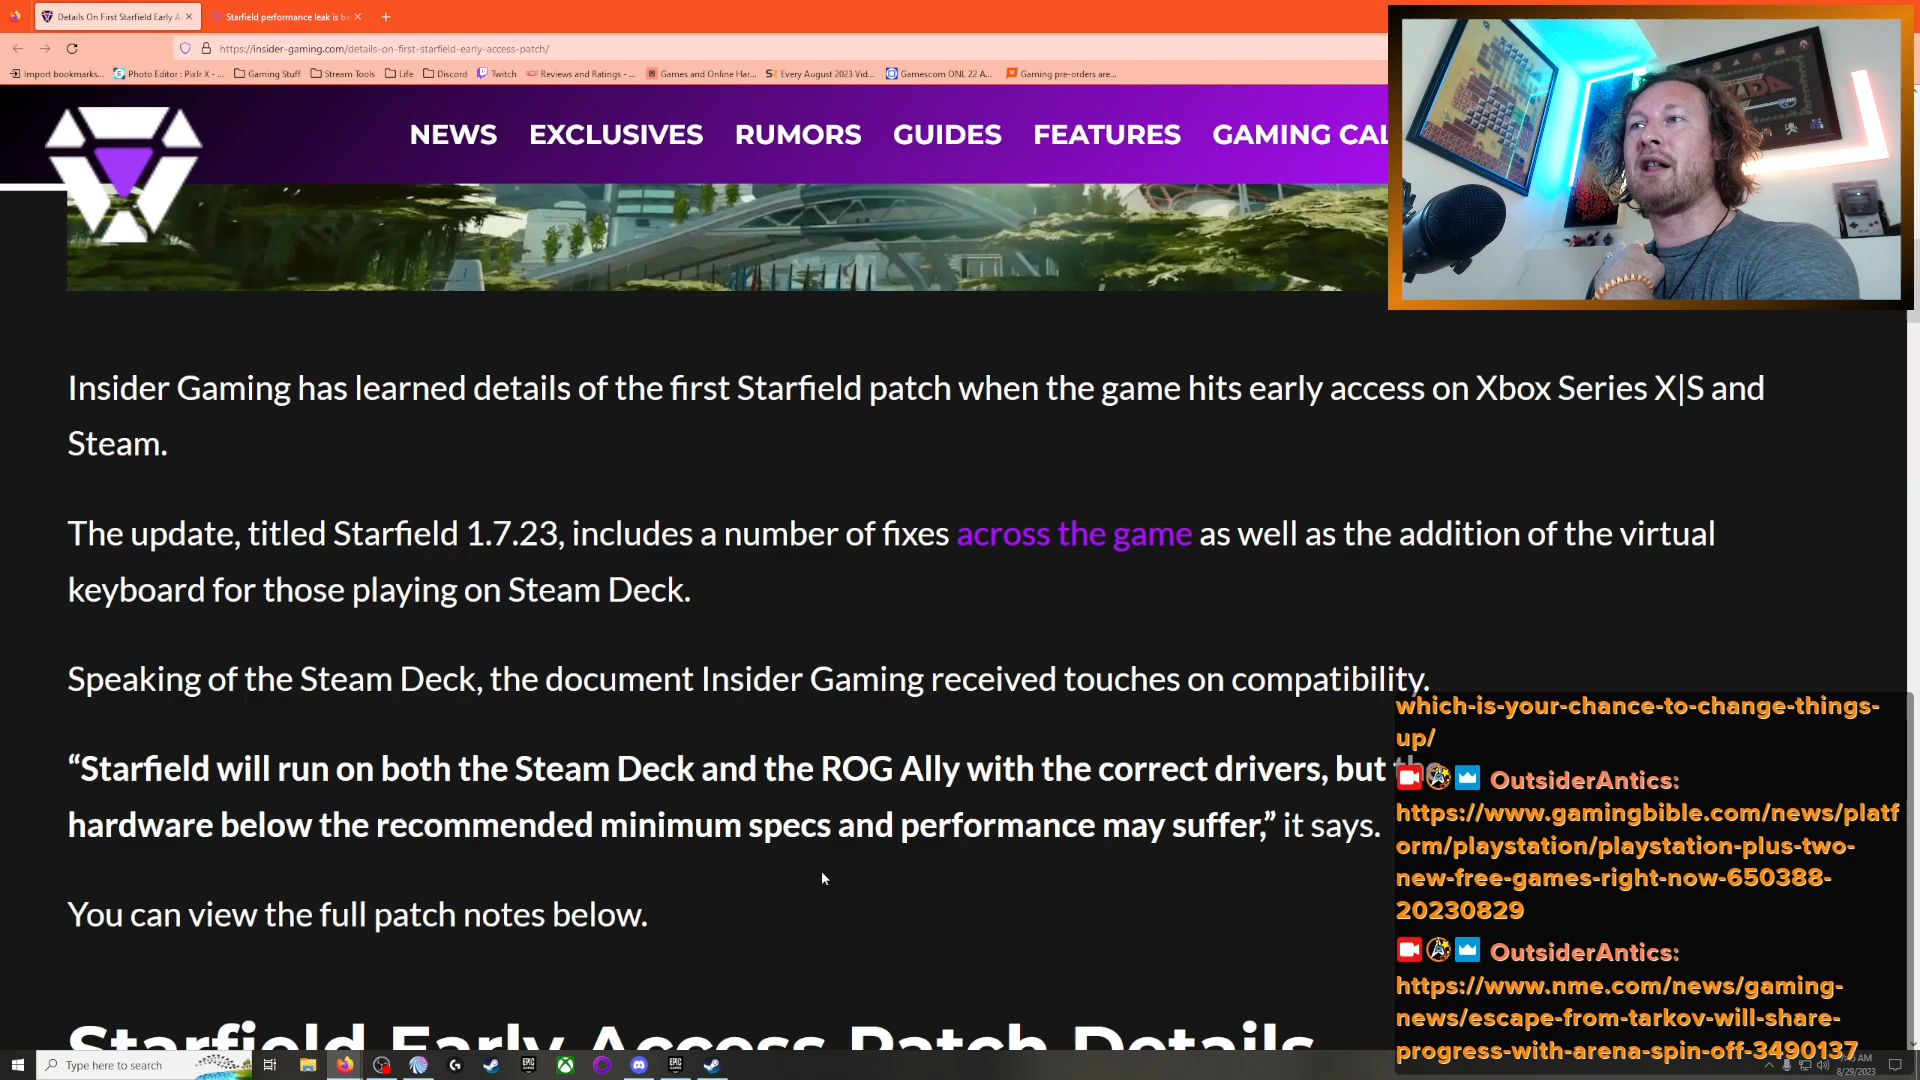 Details On First Starfield Early A
Starfield performance leak is ba
https://insider-gaming.com/details-on-first-starfield-early-access-patch/
Import bookmarks...
Photo Editor : Pixlr X - ...
Gaming Stuff
Stream Tools
Life
Discord
Twitch
Reviews and Ratings - ...
Games and Online Har...
Every August 2023 Vid...
Gamescom ONL 22 A...
Gaming pre-orders are...
NEWS
EXCLUSIVES
RUMORS
GUIDES
FEATURES
GAMING CAL
Insider Gaming has learned details of the first Starfield patch when the game hits early access on Xbox Series X|S and
Steam.
The update, titled Starfield 1.7.23, includes a number of fixes across the game as well as the addition of the virtual
keyboard for those playing on Steam Deck.
Speaking of the Steam Deck, the document Insider Gaming received touches on compatibility.
“Starfield will run on both the Steam Deck and the ROG Ally with the correct drivers, but the
hardware below the recommended minimum specs and performance may suffer,” it says.
You can view the full patch notes below.
Starfield Early Access Patch Details
which-is-your-chance-to-change-things-
up/
OutsiderAntics:
https://www.gamingbible.com/news/platf
orm/playstation/playstation-plus-two-
new-free-games-right-now-650388-
20230829
OutsiderAntics:
https://www.nme.com/news/gaming-
news/escape-from-tarkov-will-share-
progress-with-arena-spin-off-3490137
Type here to search
8/29/2023